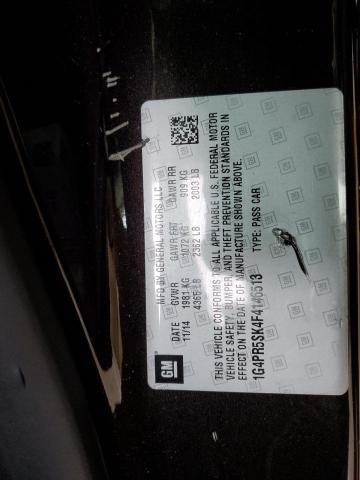 GM
MFD BY GENERAL MOTORS LLC
DATE GVWR GAWR FRT GAWR RR
11/14 1981 KG 1072 KG 909 KG
4365 LB 2362 LB 2003 LB
THIS VEHICLE CONFORMS TO ALL APPLICABLE U.S. FEDERAL MOTOR
VEHICLE SAFETY, BUMPER, AND THEFT PREVENTION STANDARDS IN
EFFECT ON THE DATE OF MANUFACTURE SHOWN ABOVE.
TYPE: PASS CAR